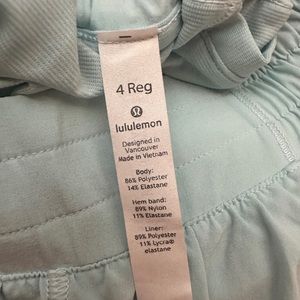 4 Reg
lululemon
Designed in
Vancouver
Made in Vietnam
Body:
86% Polyester
14% Elastane
Hem band:
89% Nylon
11% Elastane
Liner:
89% Polyester
11% Lycra®
elastane